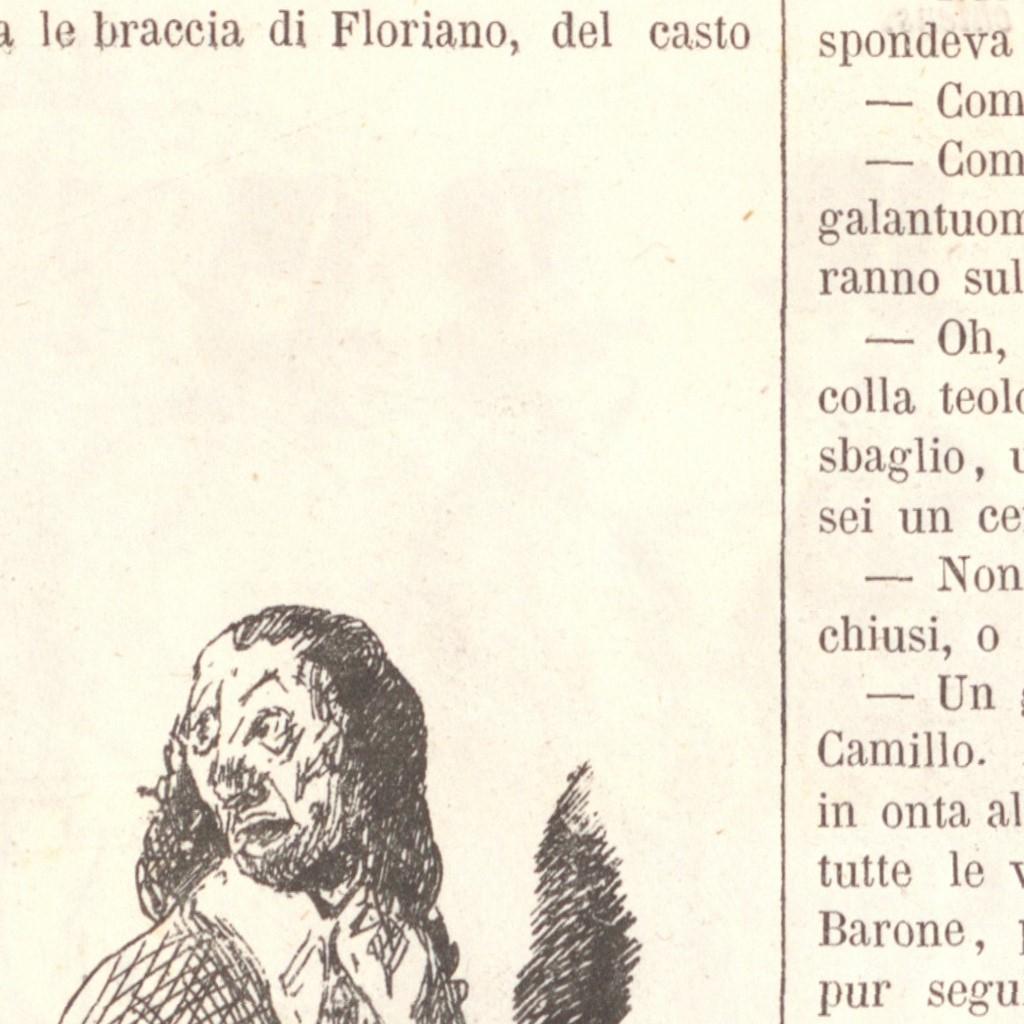 a le braccia di Floriano, del casto
spondeva
— Com
— Com
galantuom
ranno sul
— Oh,
colla teolo
sbaglio, u
sei un ce
— Non
chiusi, o
— Un
Camillo.
in onta al
tutte le v
Barone, p
pur segu